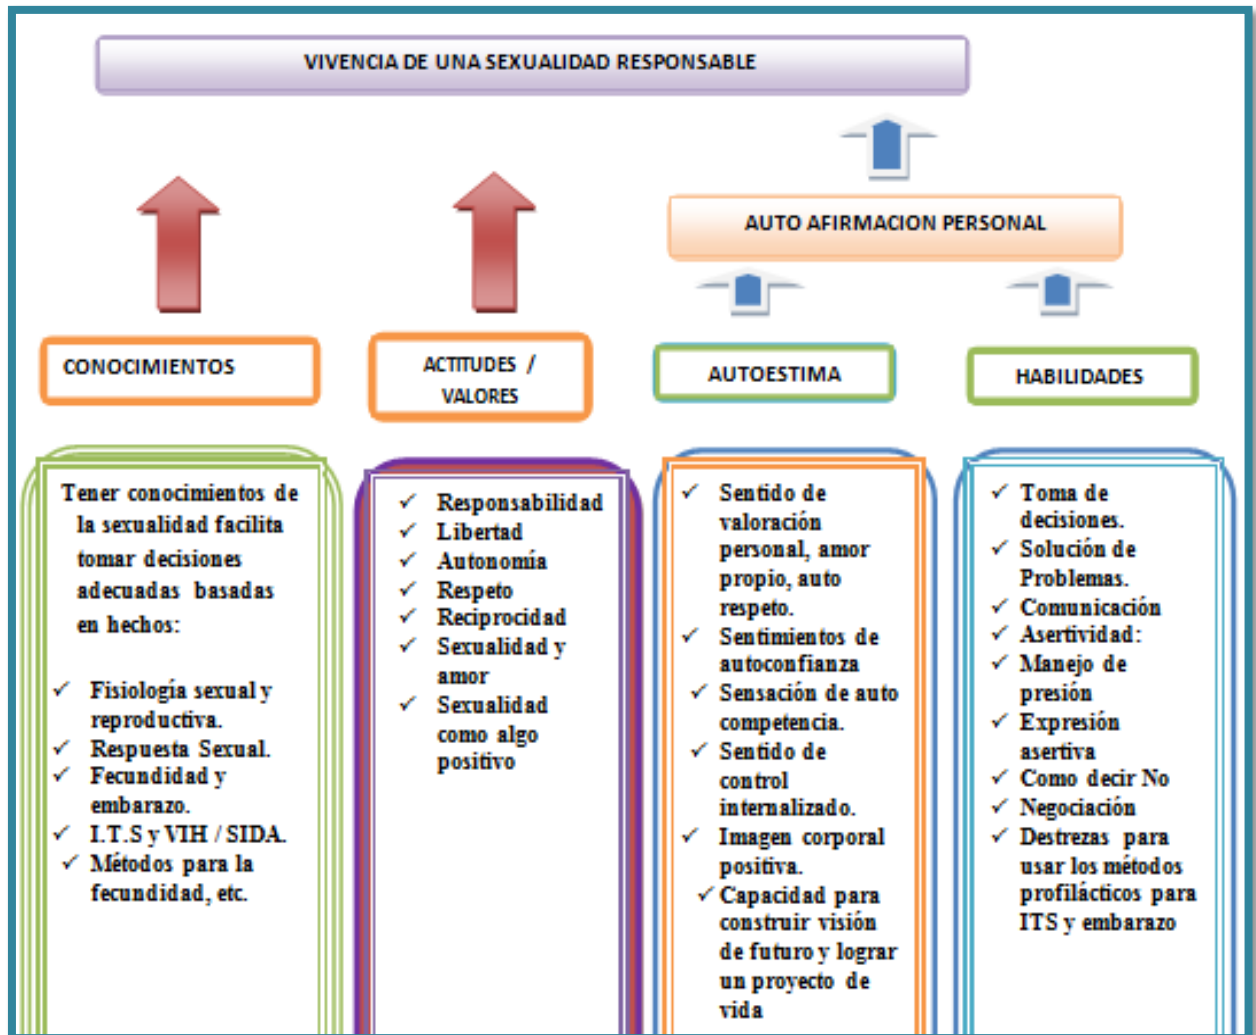 VIVENCIA DE UNA SEXUALIDAD RESPONSABLE
AUTO AFIRMACION PERSONAL
CONOCIMIENTOS
ACTITUDES /
VALORES
AUTOESTIMA
HABILIDADES
Tener conocimientos de
la sexualidad facilita
tomar decisiones
adecuadas basadas
en hechos:
✓ Fisiología sexual y
reproductiva.
✓ Respuesta Sexual.
✓ Fecundidad y
embarazo.
✓ I.T.S y VIH / SIDA.
✓ Métodos para la
fecundidad, etc.
✓ Responsabilidad
✓ Libertad
✓ Autonomía
✓ Respeto
✓ Reciprocidad
✓ Sexualidad y
amor
✓ Sexualidad
como algo
positivo
✓ Sentido de
valoración
personal, amor
propio, auto
respeto.
✓ Sentimientos de
autoconfianza
✓ Sensación de auto
competencia.
✓ Sentido de
control
internalizado.
✓ Imagen corporal
positiva.
✓ Capacidad para
construir visión
de futuro y lograr
un proyecto de
vida
✓ Toma de
decisiones.
✓ Solución de
Problemas.
✓ Comunicación
✓ Asertividad:
✓ Manejo de
presión
✓ Expresión
asertiva
✓ Como decir No
✓ Negociación
✓ Destrezas para
usar los métodos
profilácticos para
ITS y embarazo